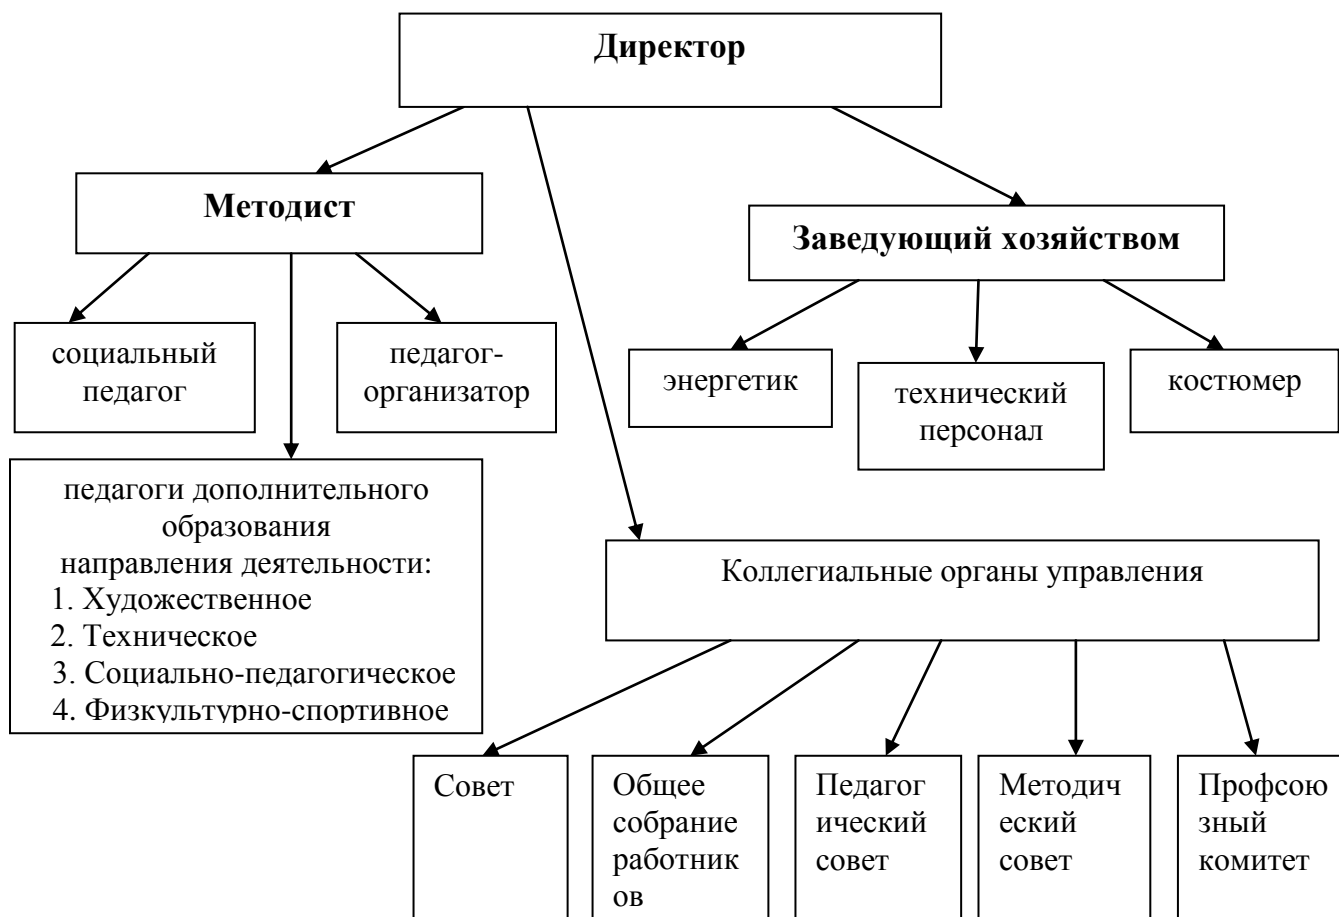 Директор
Методист
Заведующий хозяйством
социальный
педагог
педагог-
организатор
энергетик
технический
персонал
костюмер
педагоги дополнительного
образования
направления деятельности:
1. Художественное
2. Техническое
3. Социально-педагогическое
4. Физкультурно-спортивное
Коллегиальные органы управления
Совет
Общее
собрание
работник
ов
Педагог
ический
совет
Методич
еский
совет
Профсою
зный
комитет